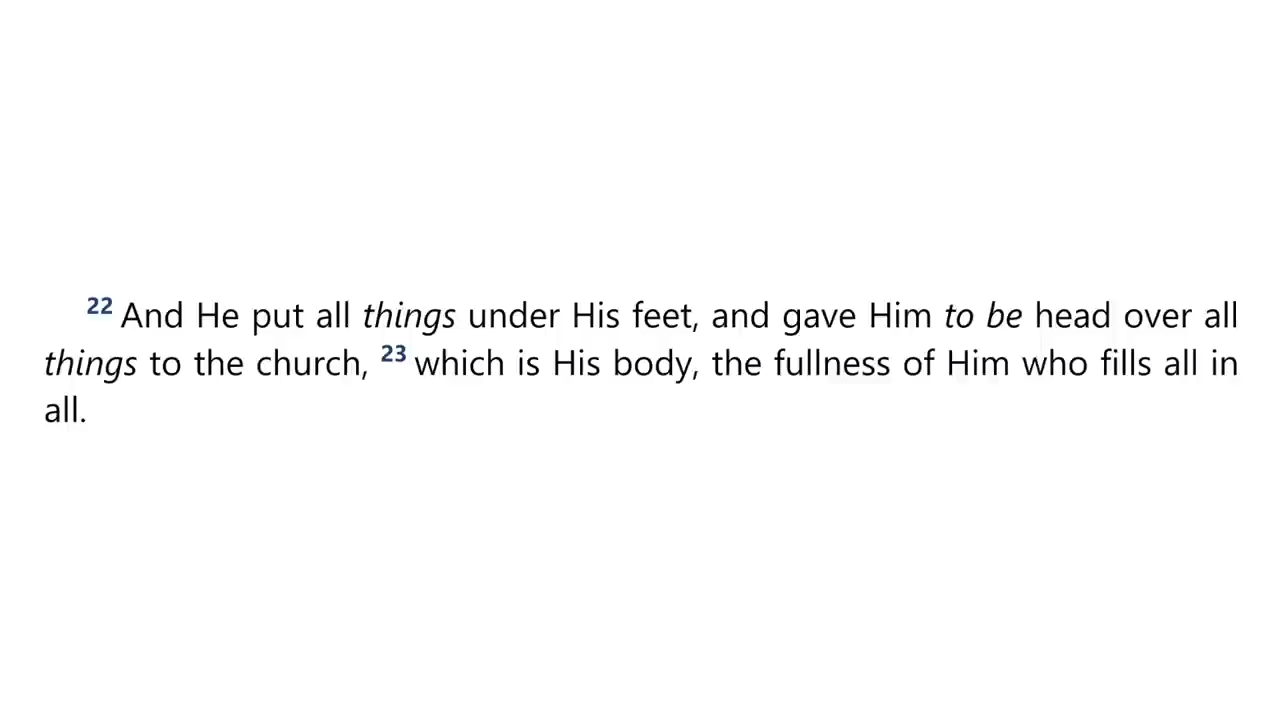 22 And He put all things under His feet, and gave Him to be head over all
things to the church, 23 which is His body, the fullness of Him who fills all in
all.